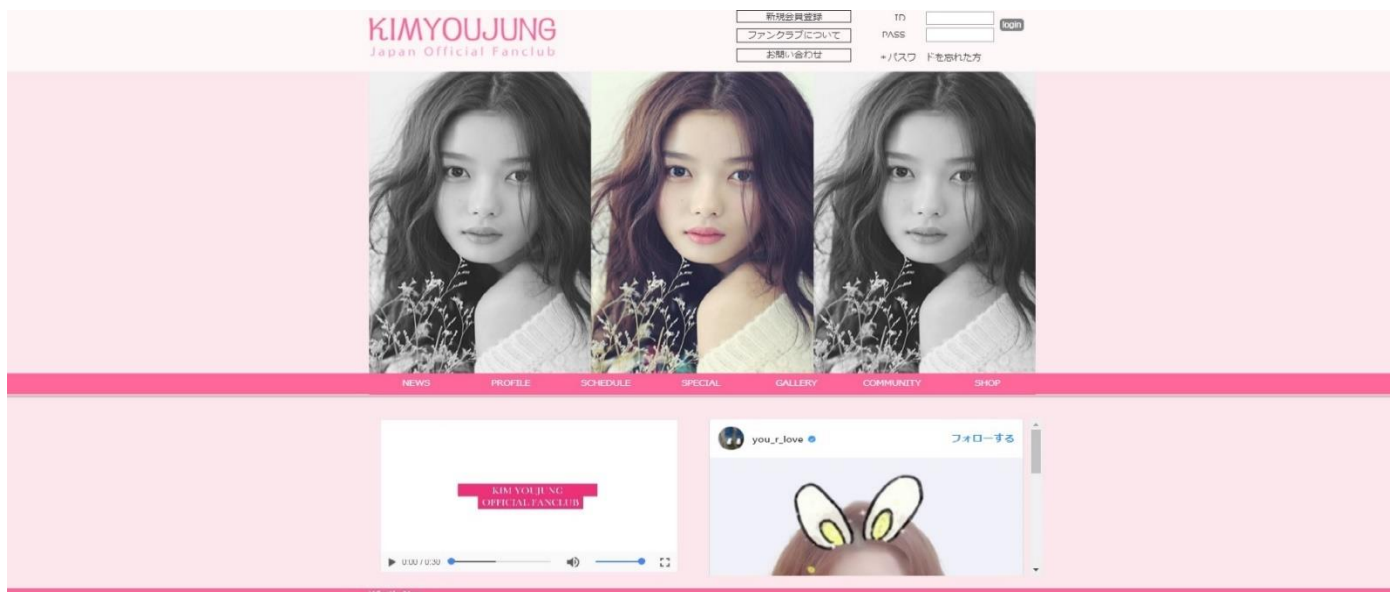 KIMYOUJUNG
Japan Official Fanclub
新規会員登録
ファンクラブについて
お問い合わせ
ID
PASS
login
パスワードを忘れた方
NEWS
PROFILE
SCHEDULE
SPECIAL
GALLERY
COMMUNITY
SHOP
KIM YOUJUNG
OFFICIAL FANCLUB
0:00 / 0:30
you_r_love
フォローする